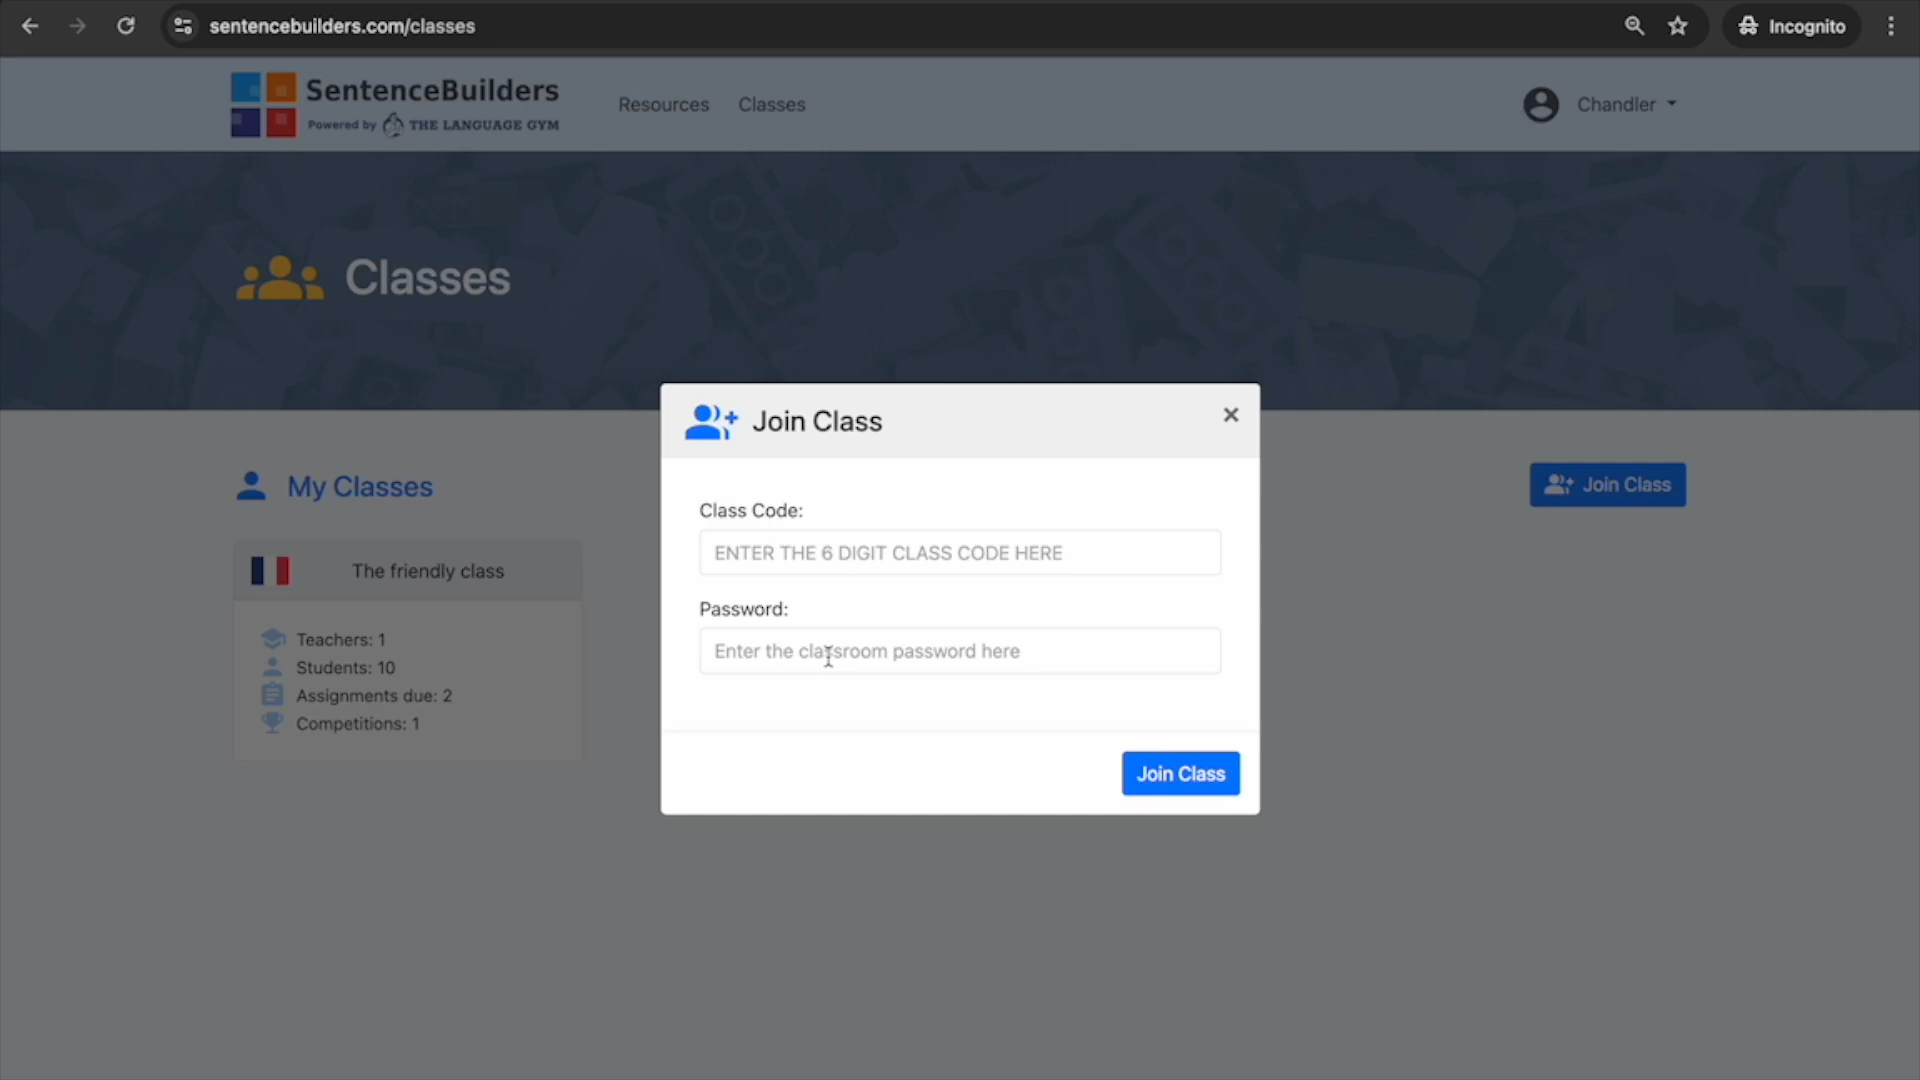 sentencebuilders.com/classes
Incognito
SentenceBuilders
Powered by THE LANGUAGE GYM
Resources
Classes
Chandler
Classes
Join Class
Class Code:
ENTER THE 6 DIGIT CLASS CODE HERE
Password:
Enter the classroom password here
Join Class
My Classes
Join Class
The friendly class
Teachers: 1
Students: 10
Assignments due: 2
Competitions: 1